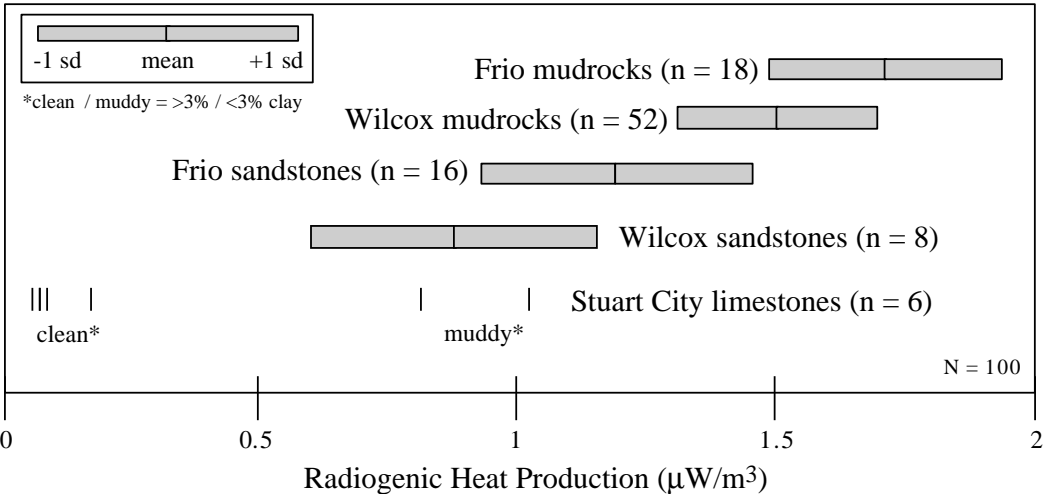 -1 sd mean +1 sd
*clean / muddy = >3% / <3% clay
Frio mudrocks (n = 18)
Wilcox mudrocks (n = 52)
Frio sandstones (n = 16)
Wilcox sandstones (n = 8)
Stuart City limestones (n = 6)
clean* muddy*
N = 100
0 0.5 1 1.5 2
Radiogenic Heat Production (μW/m³)